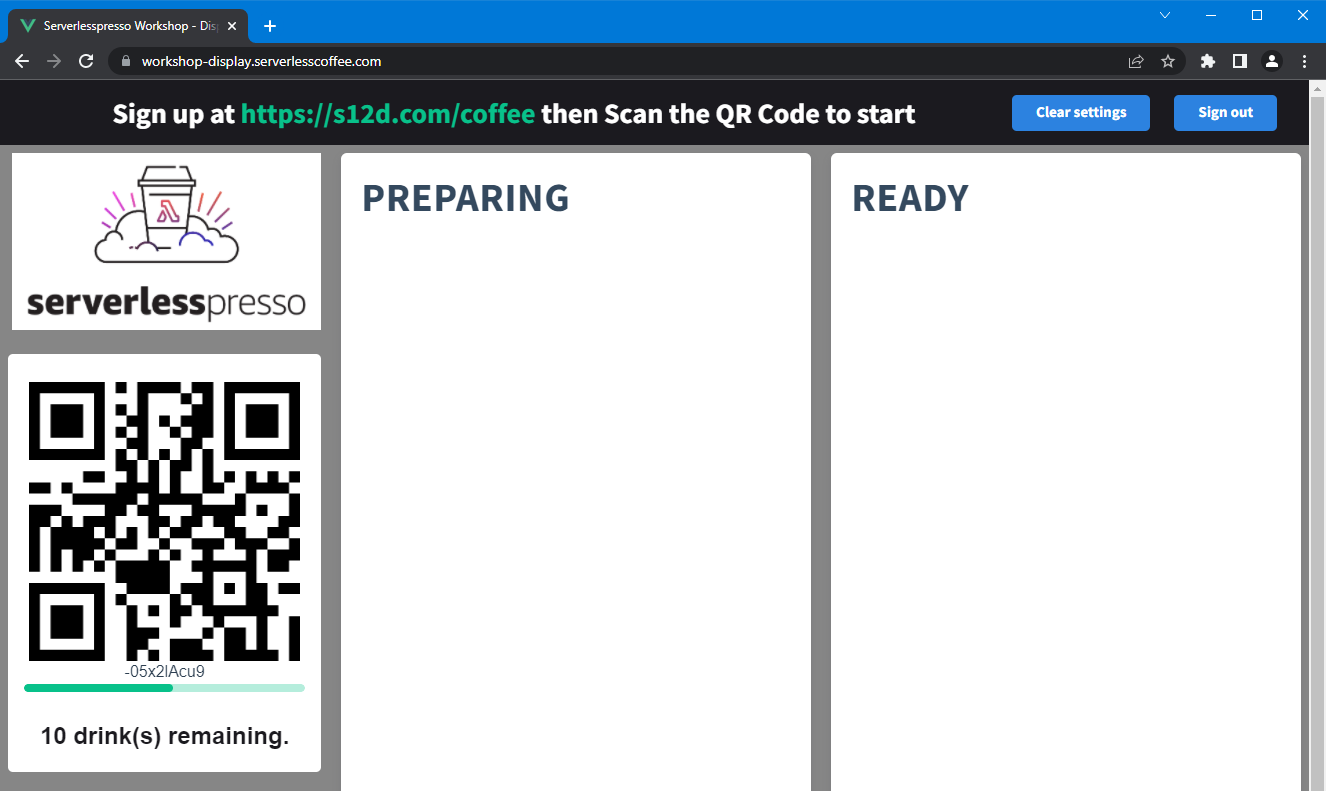 Serverlesspresso Workshop - Dis
workshop-display.serverlesscoffee.com
Sign up at https://s12d.com/coffee then Scan the QR Code to start
Clear settings
Sign out
serverlesspresso
PREPARING
READY
-05x2lAcu9
10 drink(s) remaining.